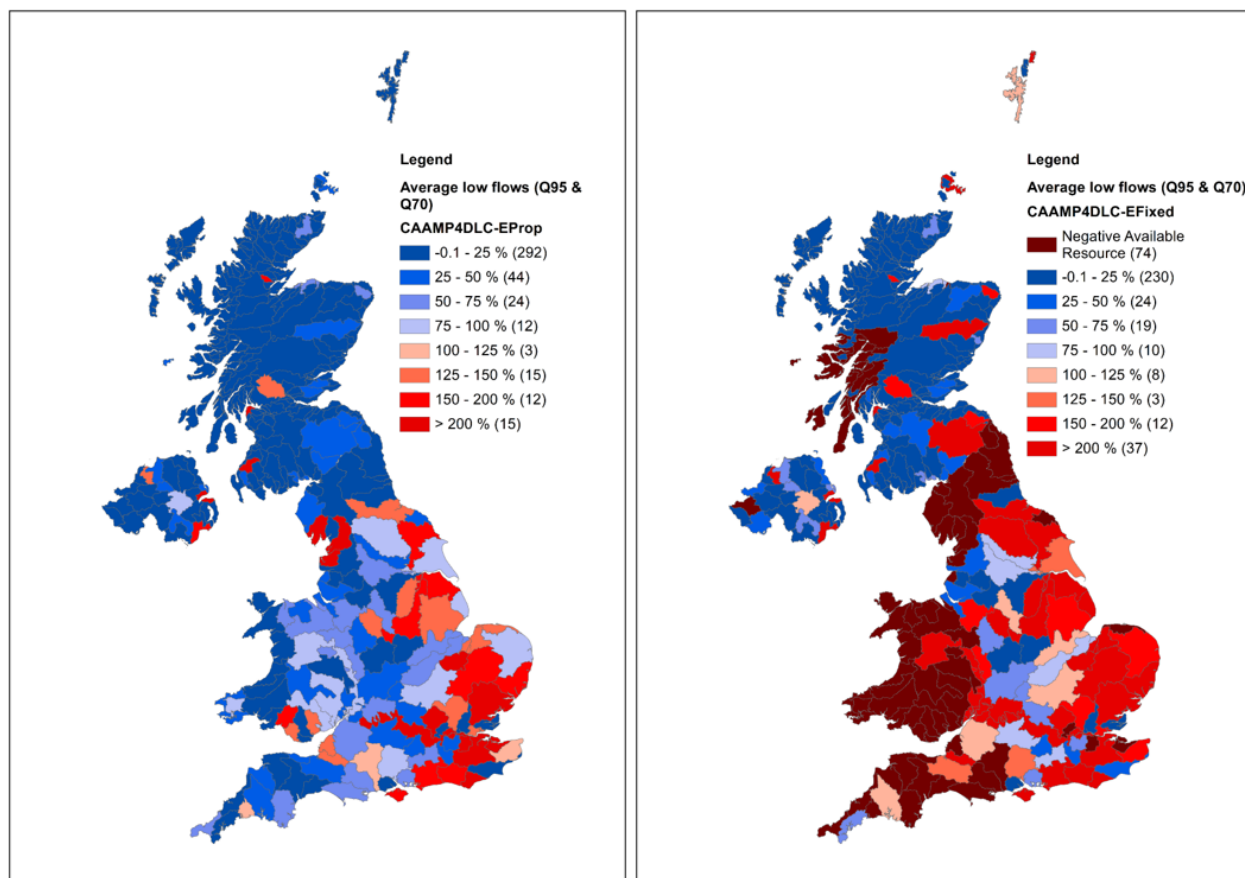 Legend
Average low flows (Q95 &
Q70)
CAAMP4DLC-EProp
-0.1 - 25 % (292)
25 - 50 % (44)
50 - 75 % (24)
75 - 100 % (12)
100 - 125 % (3)
125 - 150 % (15)
150 - 200 % (12)
> 200 % (15)
Legend
Average low flows (Q95 & Q70)
CAAMP4DLC-EFixed
Negative Available
Resource (74)
-0.1 - 25 % (230)
25 - 50 % (24)
50 - 75 % (19)
75 - 100 % (10)
100 - 125 % (8)
125 - 150 % (3)
150 - 200 % (12)
> 200 % (37)